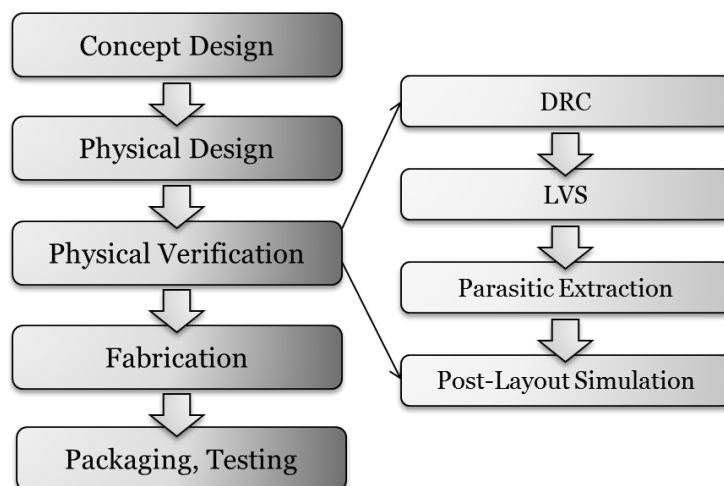 Concept Design
Physical Design
Physical Verification
Fabrication
Packaging, Testing
DRC
LVS
Parasitic Extraction
Post-Layout Simulation